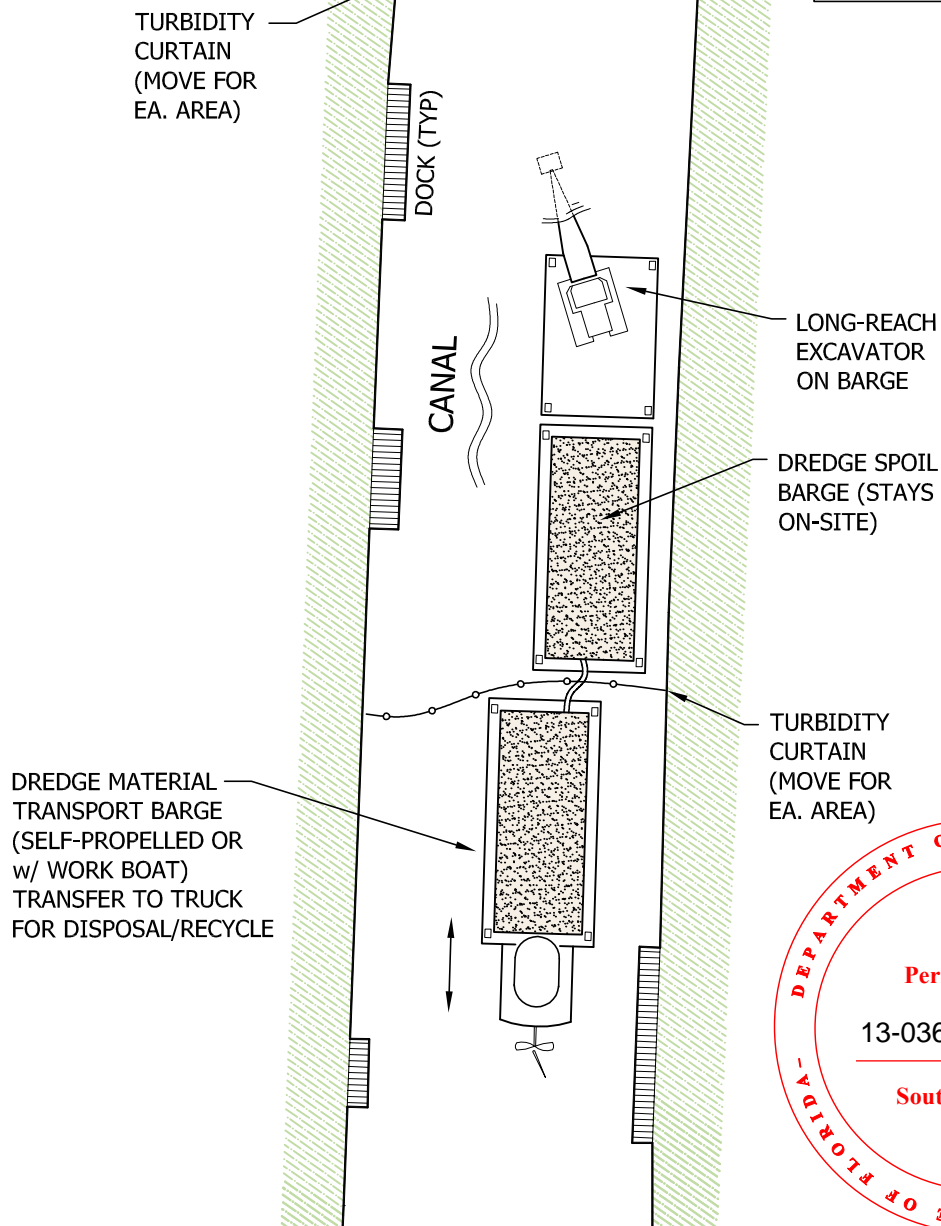 TURBIDITY
CURTAIN
(MOVE FOR
EA. AREA)
DOCK (TYP)
CANAL
LONG-REACH
EXCAVATOR
ON BARGE
DREDGE SPOIL
BARGE (STAYS
ON-SITE)
TURBIDITY
CURTAIN
(MOVE FOR
EA. AREA)
DREDGE MATERIAL
TRANSPORT BARGE
(SELF-PROPELLED OR
w/ WORK BOAT)
TRANSFER TO TRUCK
FOR DISPOSAL/RECYCLE
DEPARTMENT
Per
13-036
Sout
OF FLORIDA-